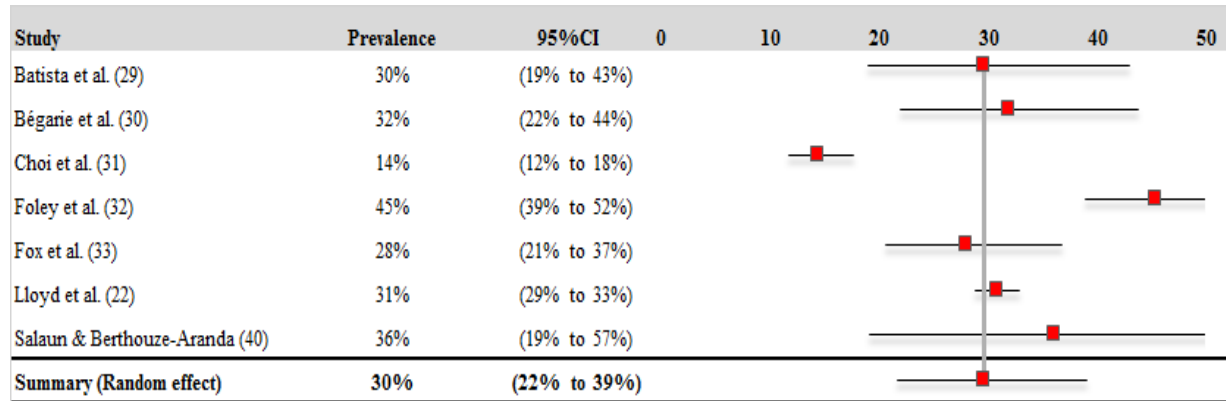 Study Prevalence 95%CI 0 10 20 30 40 50
Batista et al. (29) 30% (19% to 43%)
Bégarie et al. (30) 32% (22% to 44%)
Choi et al. (31) 14% (12% to 18%)
Foley et al. (32) 45% (39% to 52%)
Fox et al. (33) 28% (21% to 37%)
Lloyd et al. (22) 31% (29% to 33%)
Salaun & Berthouze-Aranda (40) 36% (19% to 57%)
Summary (Random effect) 30% (22% to 39%)